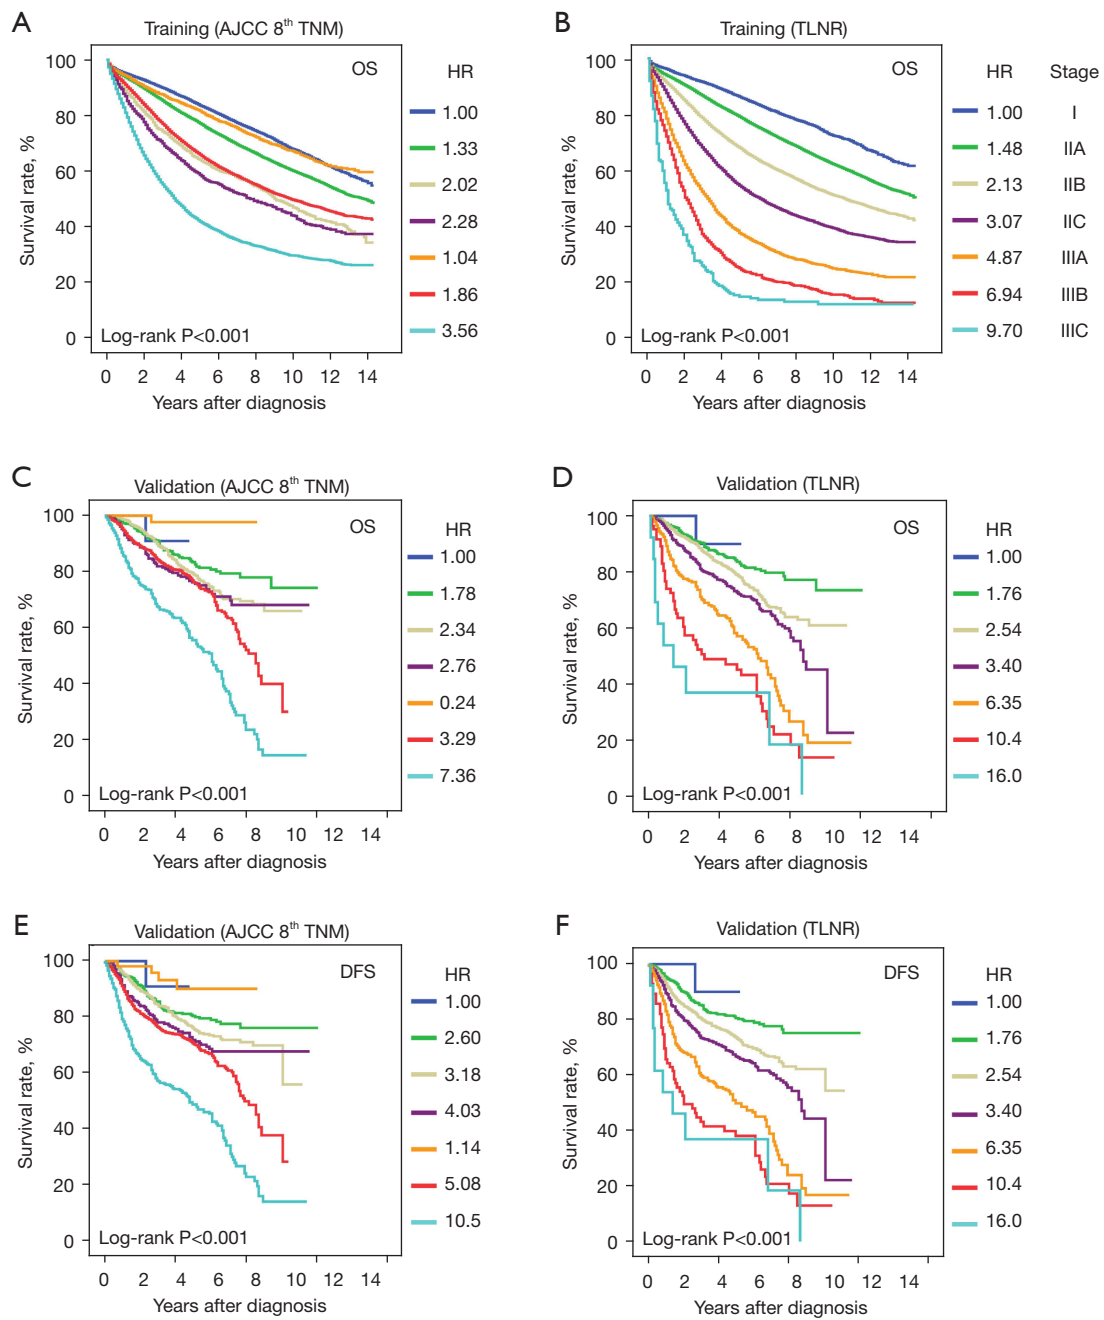 A
Training (AJCC 8th TNM)
OS
Survival rate, %
100
80
60
40
20
0
Log-rank P<0.001
0 2 4 6 8 10 12 14
Years after diagnosis
HR
1.00
1.33
2.02
2.28
1.04
1.86
3.56
B
Training (TLNR)
OS
Survival rate, %
100
80
60
40
20
0
Log-rank P<0.001
0 2 4 6 8 10 12 14
Years after diagnosis
HR Stage
1.00 I
1.48 IIA
2.13 IIB
3.07 IIC
4.87 IIIA
6.94 IIIB
9.70 IIIC
C
Validation (AJCC 8th TNM)
OS
Survival rate, %
100
80
60
40
20
0
Log-rank P<0.001
0 2 4 6 8 10 12 14
Years after diagnosis
HR
1.00
1.78
2.34
2.76
0.24
3.29
7.36
D
Validation (TLNR)
OS
Survival rate, %
100
80
60
40
20
0
Log-rank P<0.001
0 2 4 6 8 10 12 14
Years after diagnosis
HR
1.00
1.76
2.54
3.40
6.35
10.4
16.0
E
Validation (AJCC 8th TNM)
DFS
Survival rate, %
100
80
60
40
20
0
Log-rank P<0.001
0 2 4 6 8 10 12 14
Years after diagnosis
HR
1.00
2.60
3.18
4.03
1.14
5.08
10.5
F
Validation (TLNR)
DFS
Survival rate, %
100
80
60
40
20
0
Log-rank P<0.001
0 2 4 6 8 10 12 14
Years after diagnosis
HR
1.00
1.76
2.54
3.40
6.35
10.4
16.0